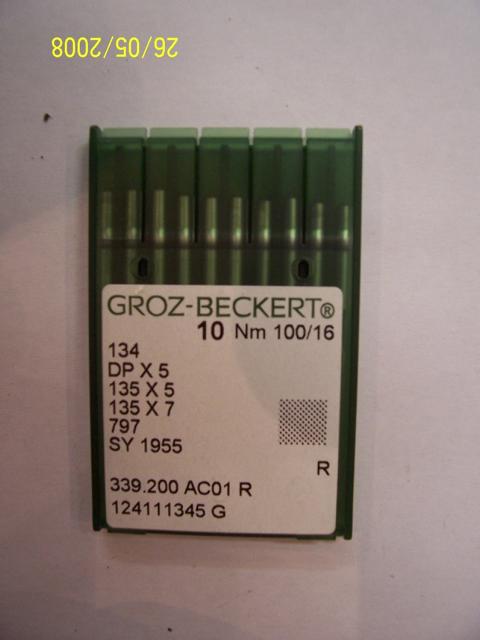 26/05/2008
GROZ-BECKERT®
10 Nm 100/16
134
DP X 5
135 X 5
135 X 7
797
SY 1955
R
339.200 AC01 R
124111345 G